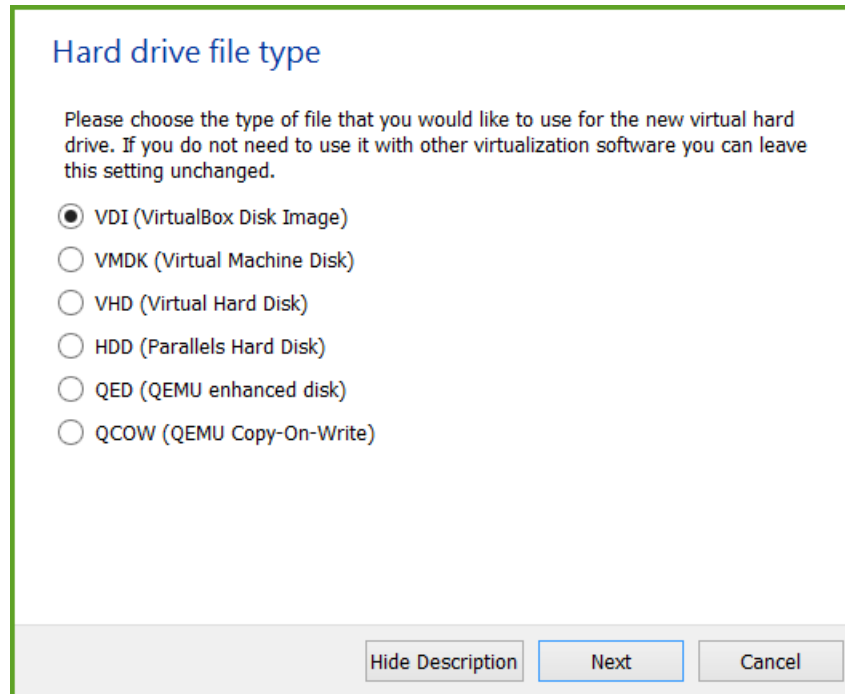 Hard drive file type
Please choose the type of file that you would like to use for the new virtual hard
drive. If you do not need to use it with other virtualization software you can leave
this setting unchanged.
VDI (VirtualBox Disk Image)
VMDK (Virtual Machine Disk)
VHD (Virtual Hard Disk)
HDD (Parallels Hard Disk)
QED (QEMU enhanced disk)
QCOW (QEMU Copy-On-Write)
Hide Description Next Cancel